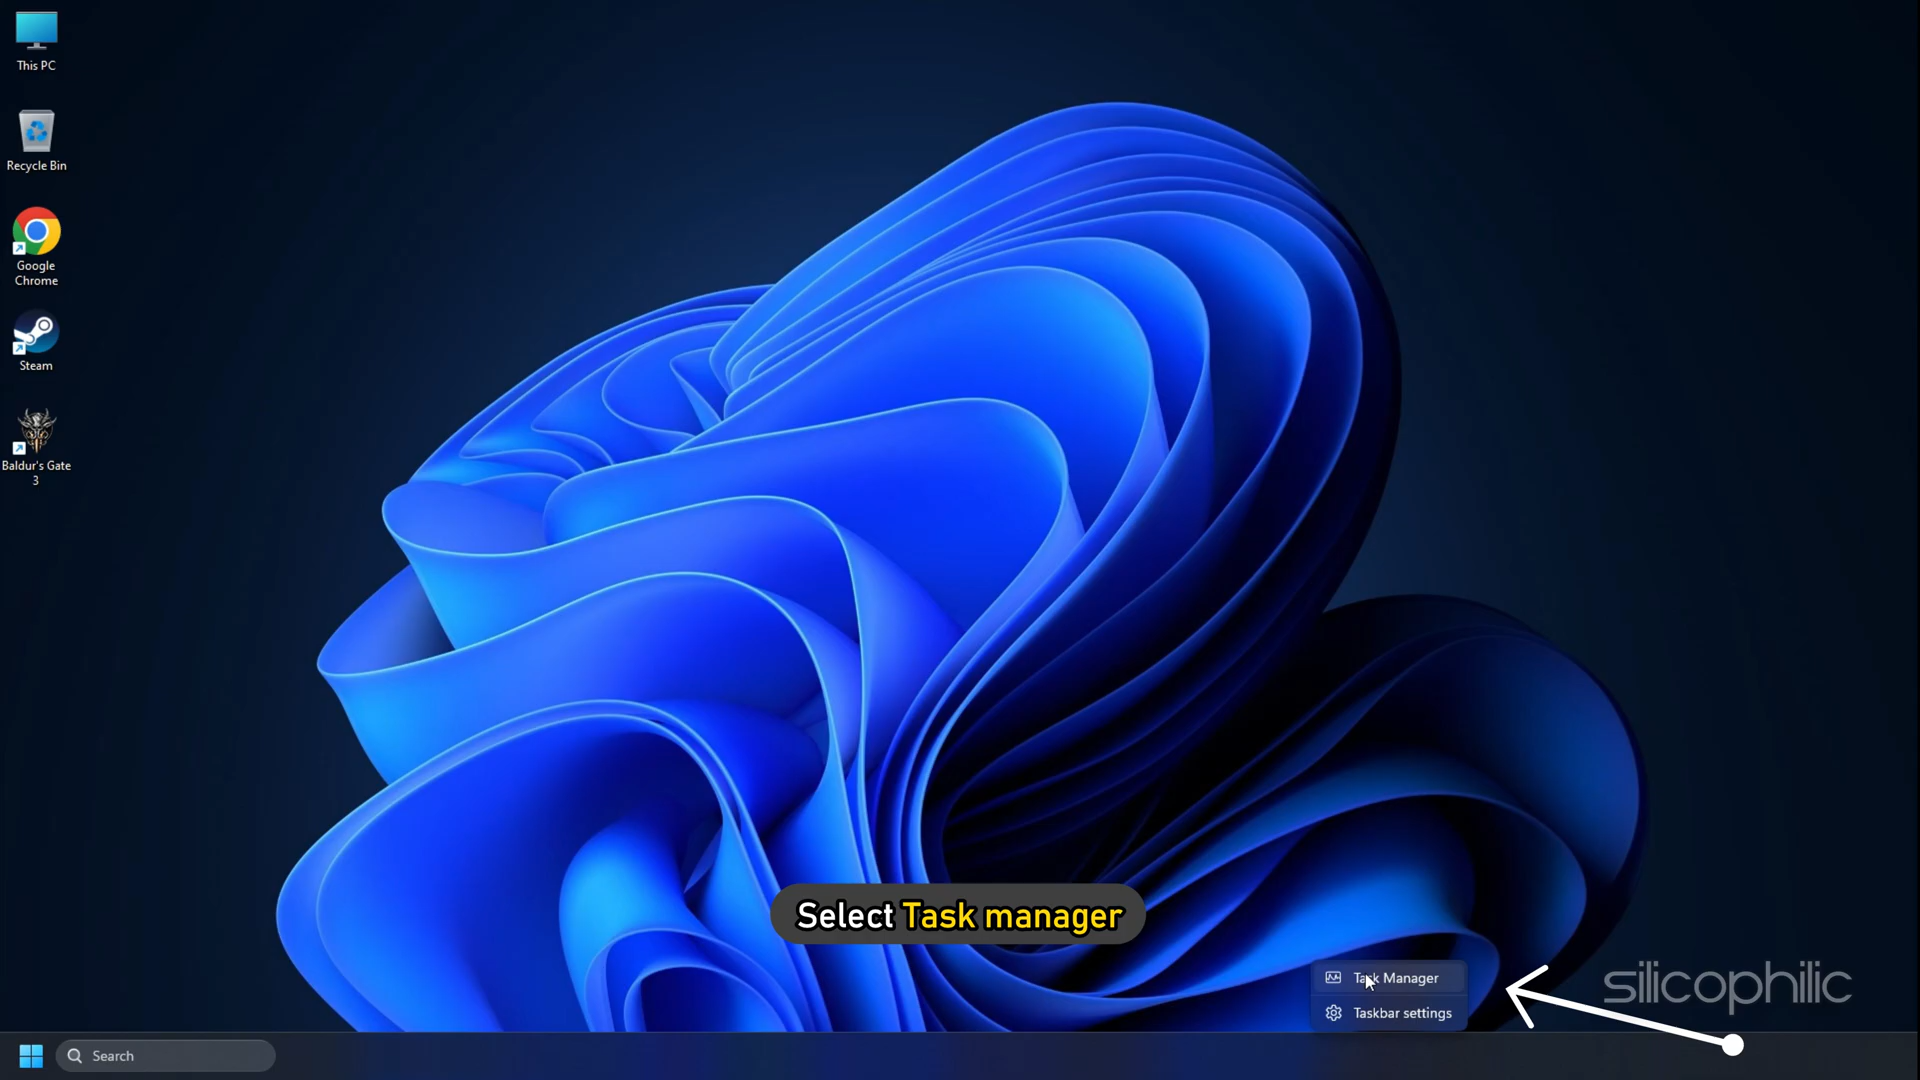 This PC
Recycle Bin
Google
Chrome
Steam
Baldur's Gate
3
Select Task manager
Task Manager
Taskbar settings
silicophilic
Search